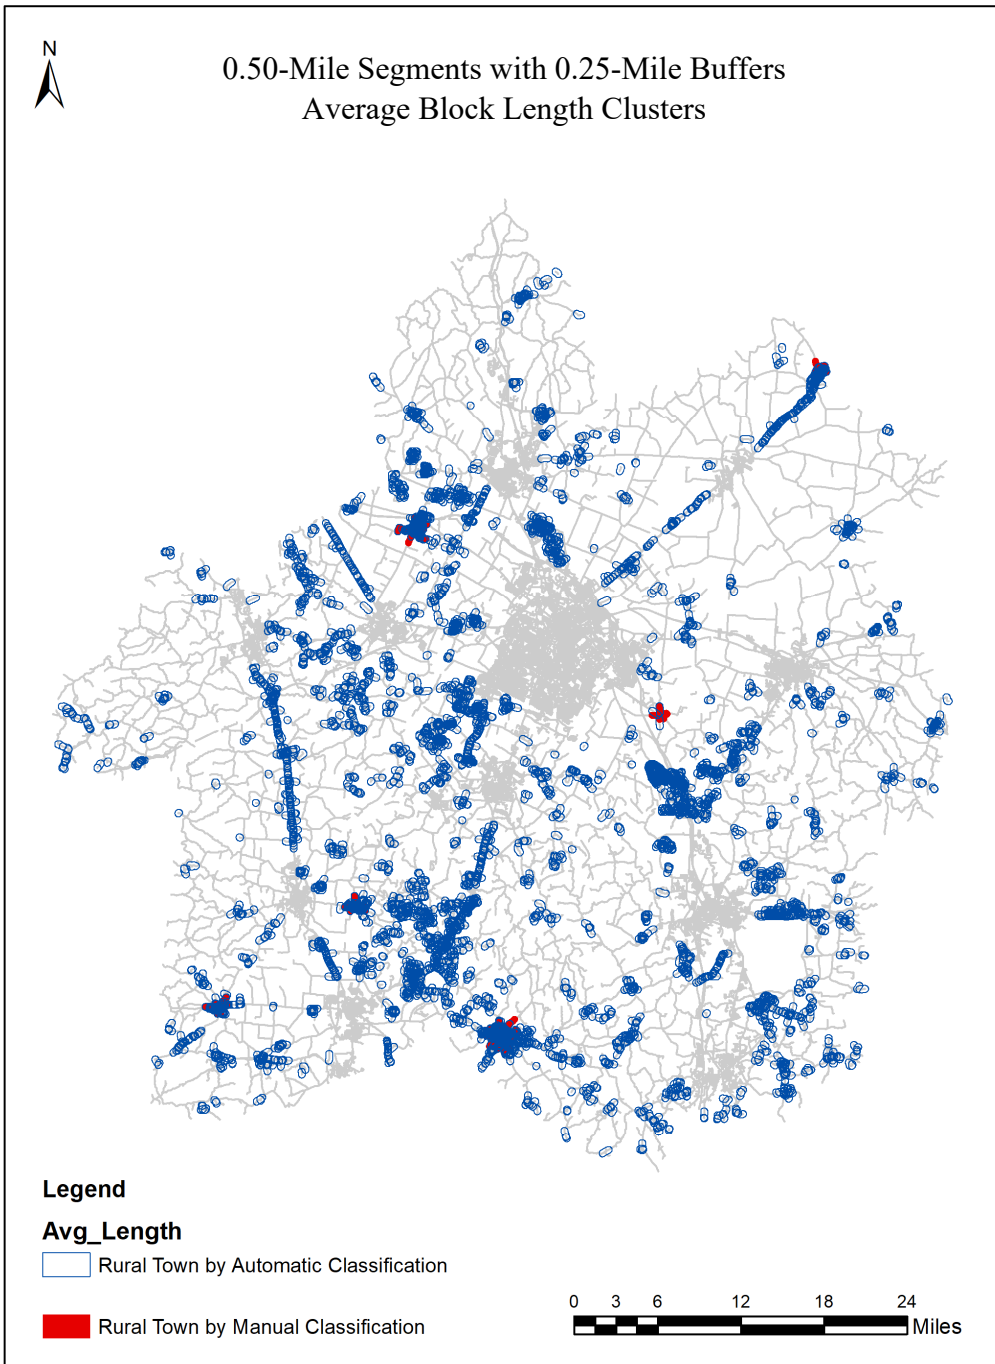 N
0.50-Mile Segments with 0.25-Mile Buffers
Average Block Length Clusters
Legend
Avg_Length
Rural Town by Automatic Classification
Rural Town by Manual Classification
0 3 6 12 18 24
Miles